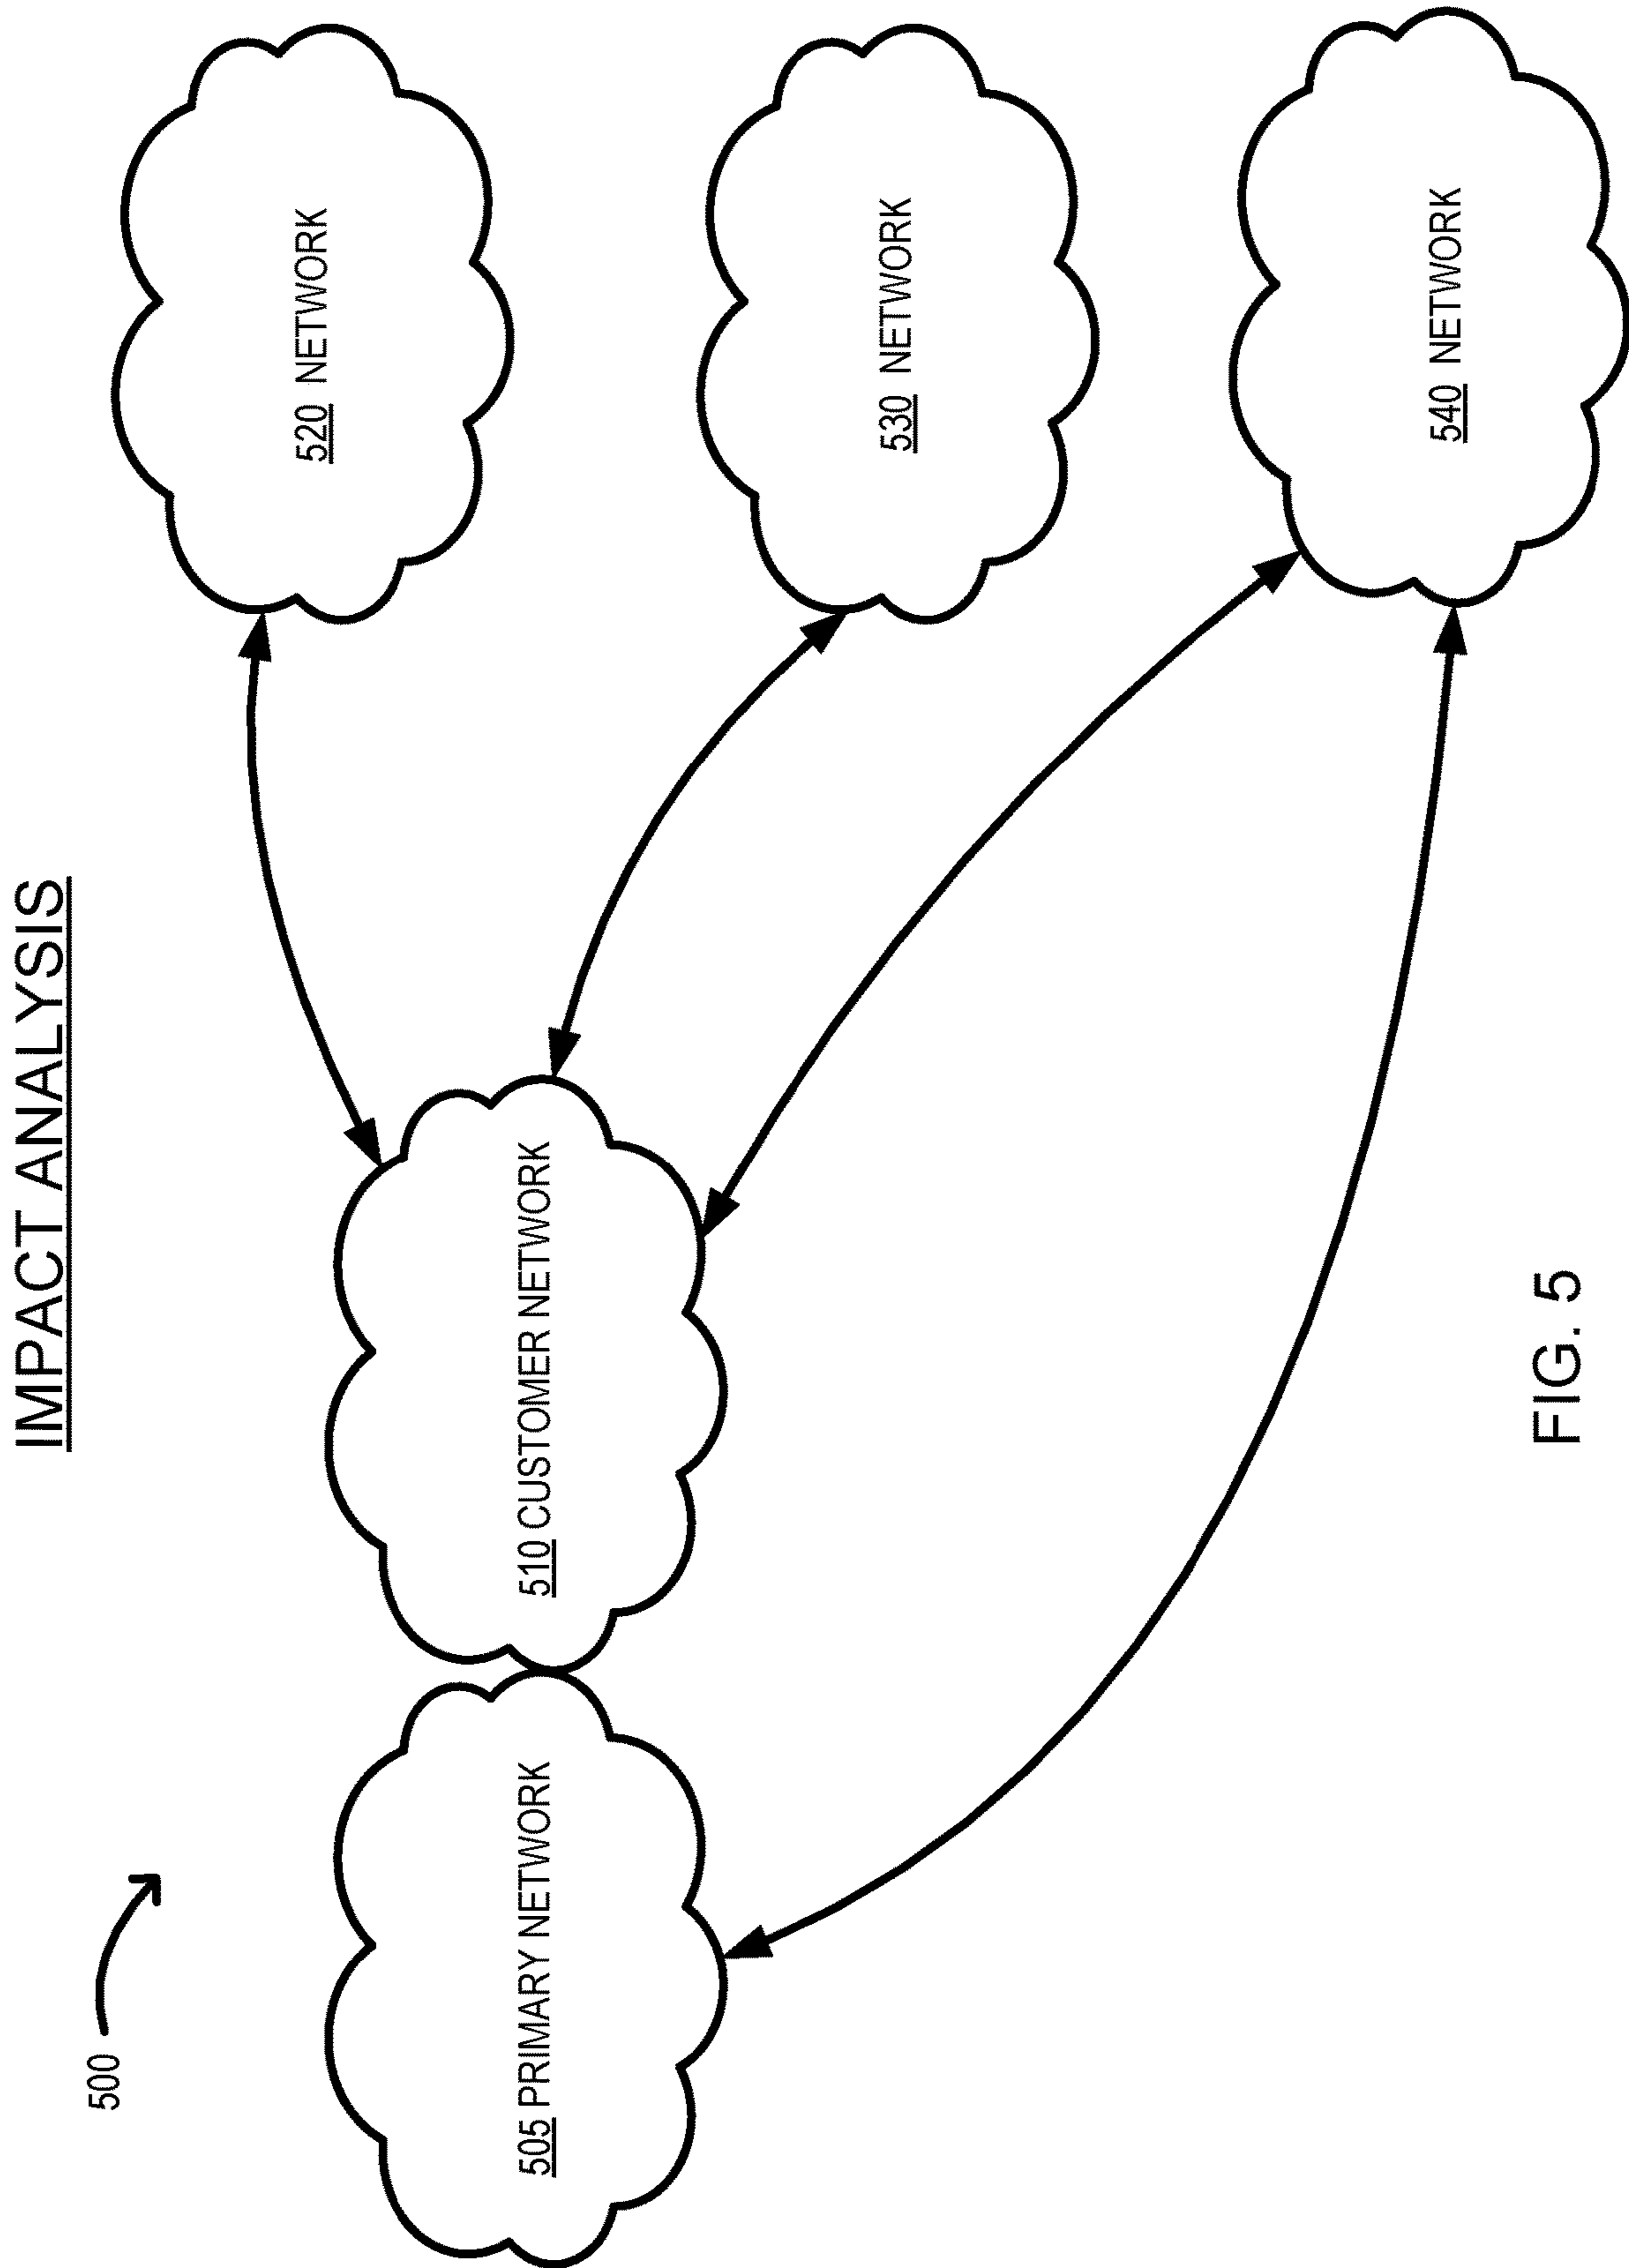 IMPACT ANALYSIS
500
505 PRIMARY NETWORK
510 CUSTOMER NETWORK
520 NETWORK
530 NETWORK
540 NETWORK
FIG. 5